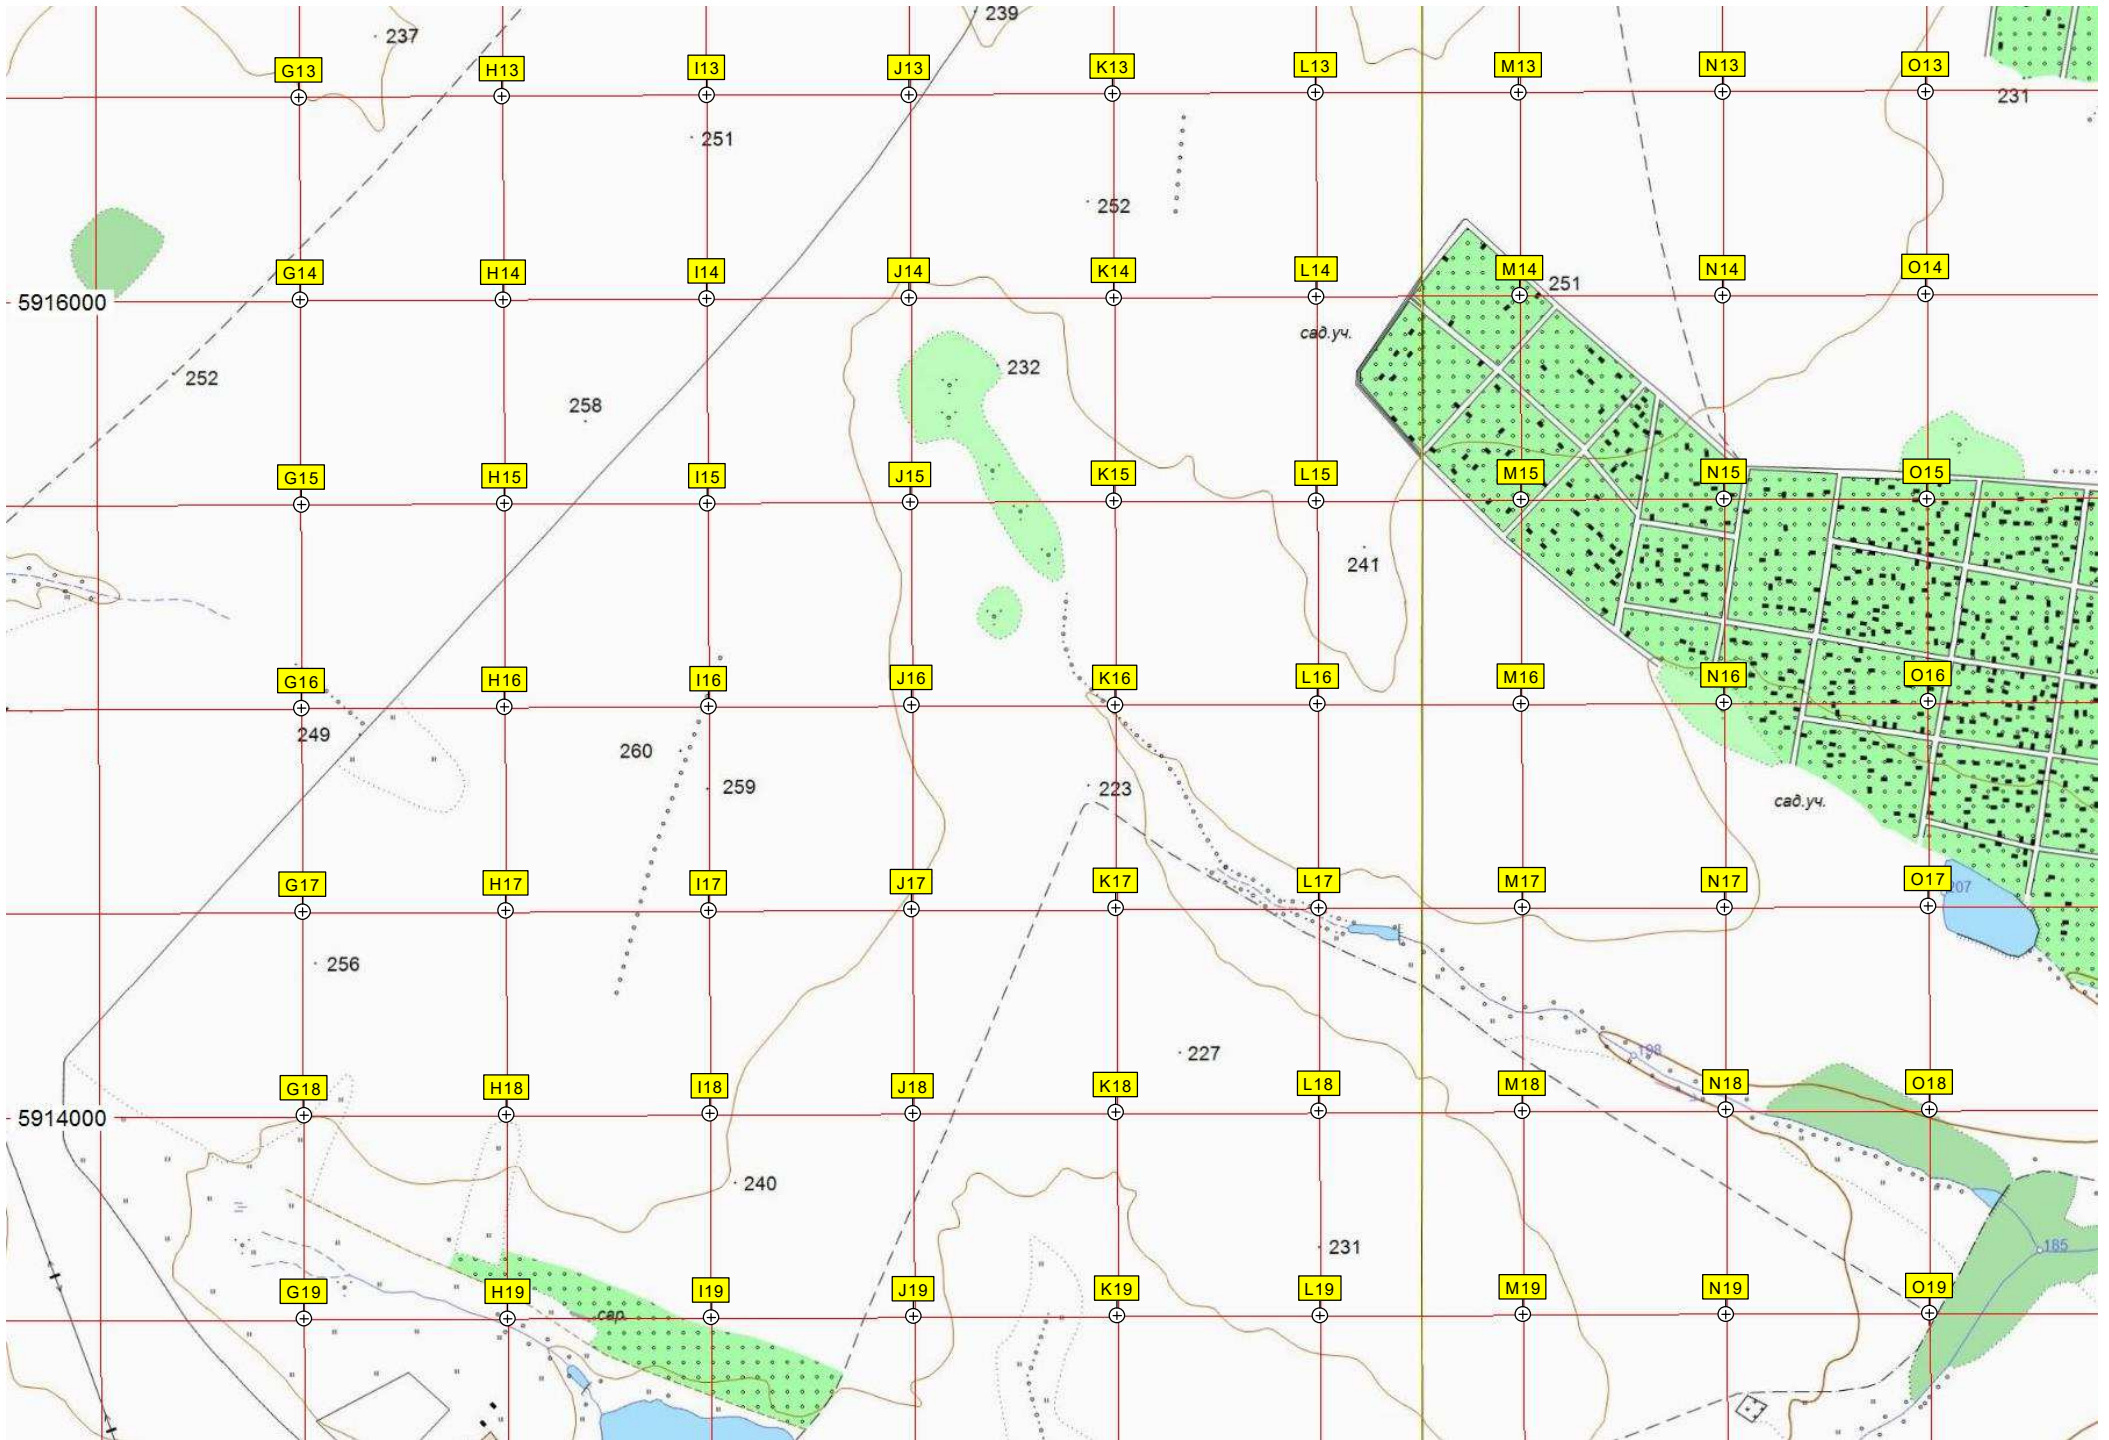 239
237
G13
H13
I13
J13
K13
L13
M13
N13
O13
231
251
252
G14
H14
I14
J14
K14
L14
M14
251
N14
O14
5916000
сад.уч.
252
232
258
G15
H15
I15
J15
K15
L15
M15
N15
O15
241
G16
H16
I16
J16
K16
L16
M16
N16
O16
249
260
259
223
сад.уч.
G17
H17
I17
J17
K17
L17
M17
N17
O17
207
256
227
198
G18
H18
I18
J18
K18
L18
M18
N18
O18
5914000
240
231
185
G19
H19
I19
J19
K19
L19
M19
N19
O19
сар.